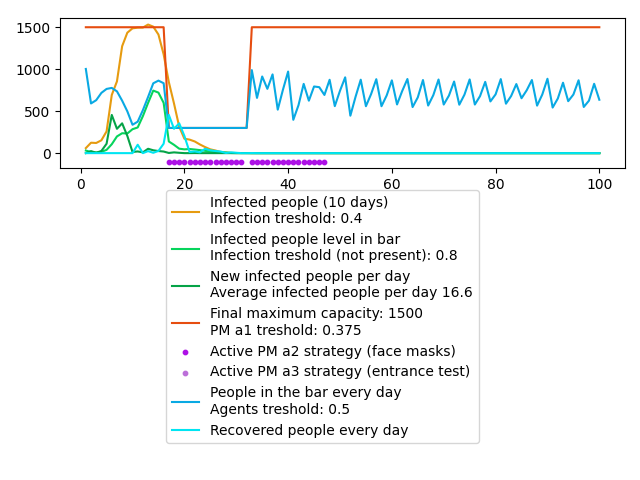 1500
1000
500
0
0 20 40 60 80 100
Infected people (10 days)
Infection treshold: 0.4
Infected people level in bar
Infection treshold (not present): 0.8
New infected people per day
Average infected people per day 16.6
Final maximum capacity: 1500
PM a1 treshold: 0.375
Active PM a2 strategy (face masks)
Active PM a3 strategy (entrance test)
People in the bar every day
Agents treshold: 0.5
Recovered people every day